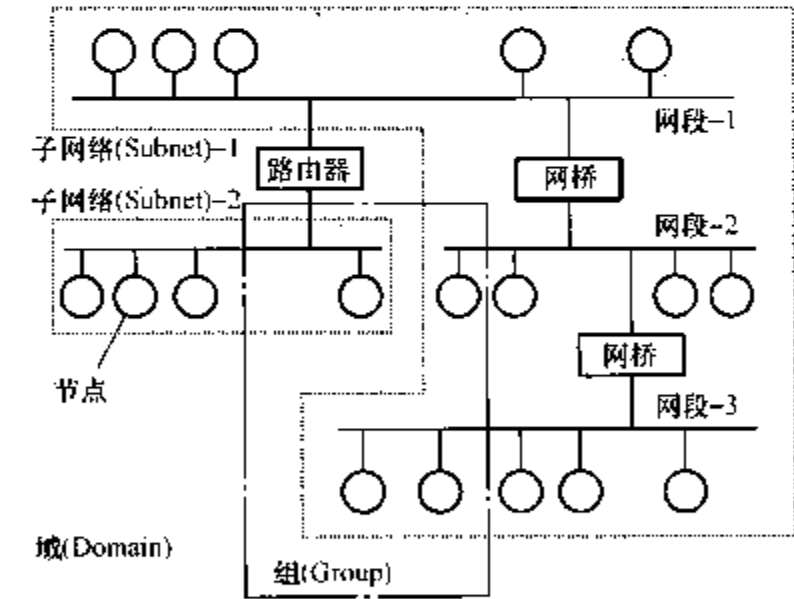 网段-1
子网络(Subnet)-1
路由器
网桥
子网络(Subnet)-2
网段-2
网桥
节点
网段-3
域(Domain)
组(Group)